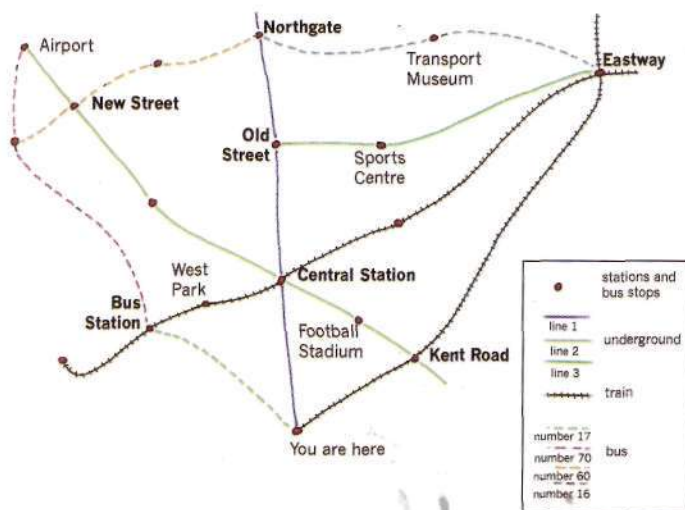 Northgate
Airport
Transport
Museum
Eastway
New Street
Old
Street
Sports
Centre
West
Park
Central Station
Bus
Station
Football
Stadium
Kent Road
You are here
stations and
bus stops
line 1
underground
line 2
line 3
train
number 17
number 70
bus
number 60
number 16